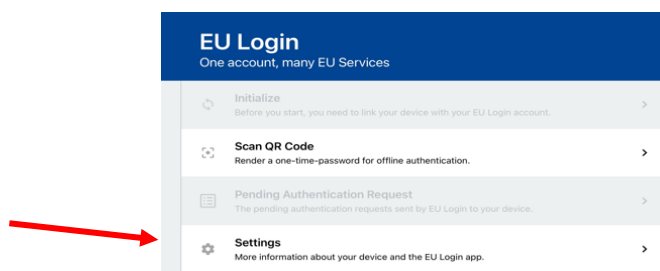 EU Login
One account, many EU Services
Initialize
Before you start, you need to link your device with your EU Login account.
Scan QR Code
Render a one-time-password for offline authentication.
Pending Authentication Request
The pending authentication requests sent by EU Login to your device.
Settings
More information about your device and the EU Login app.